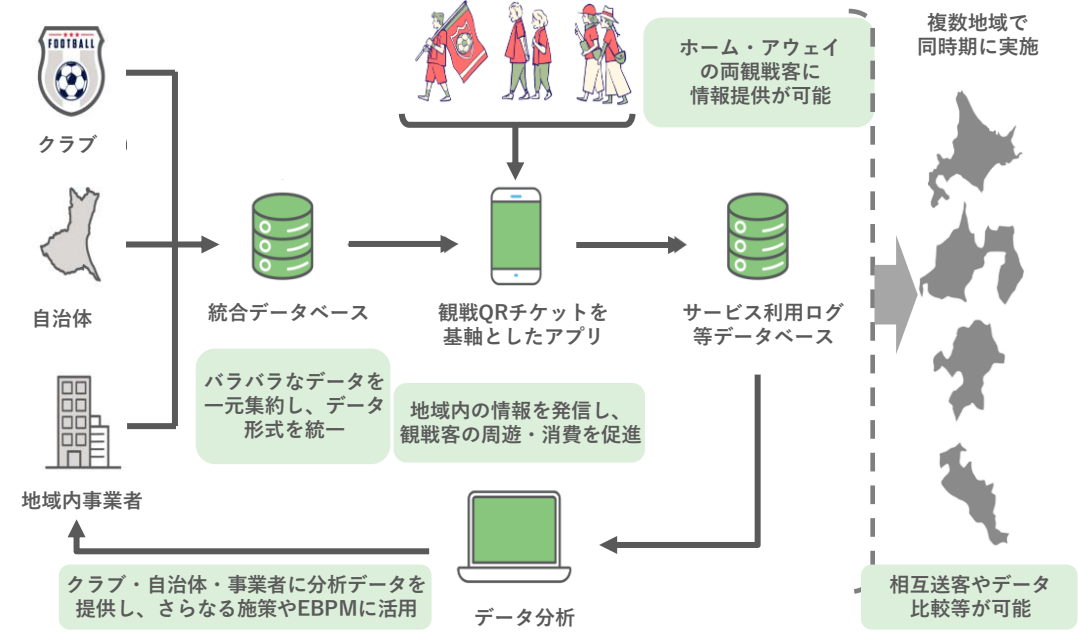 FOOTBALL
クラブ
自治体
地域内事業者
統合データベース
バラバラなデータを
一元集約し、データ
形式を統一
観戦QRチケットを
基軸としたアプリ
地域内の情報を発信し、
観戦客の周遊・消費を促進
ホーム・アウェイ
の両観戦客に
情報提供が可能
サービス利用ログ
等データベース
データ分析
クラブ・自治体・事業者に分析データを
提供し、さらなる施策やEBPMに活用
複数地域で
同時期に実施
相互送客やデータ
比較等が可能